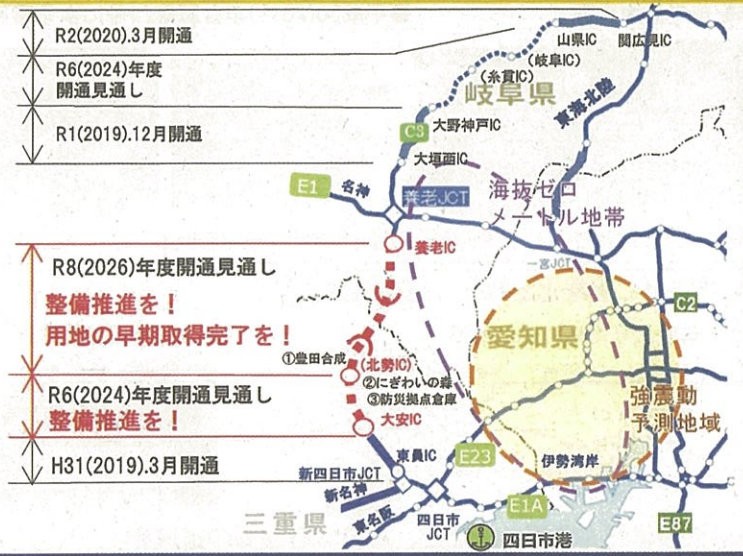 R2(2020).3月開通
R6(2024)年度
開通見通し
R1(2019).12月開通
R8(2026)年度開通見通し
整備推進を！
用地の早期取得完了を！
R6(2024)年度開通見通し
整備推進を！
H31(2019).3月開通
山県IC
関広見IC
(岐阜IC)
(糸貫IC)
岐阜県
東海北陸
大野神戸IC
C3
大垣西IC
E1
名神
養老JCT
海抜ゼロ
メートル地帯
養老IC
一宮JCT
C2
愛知県
①豊田合成
(北勢IC)
②にぎわいの森
③防災拠点倉庫
大安IC
強震動
予測地域
東員IC
E23
伊勢湾岸
新四日市JCT
新名神
E1A
東名阪
四日市
JCT
三重県
四日市港
E87